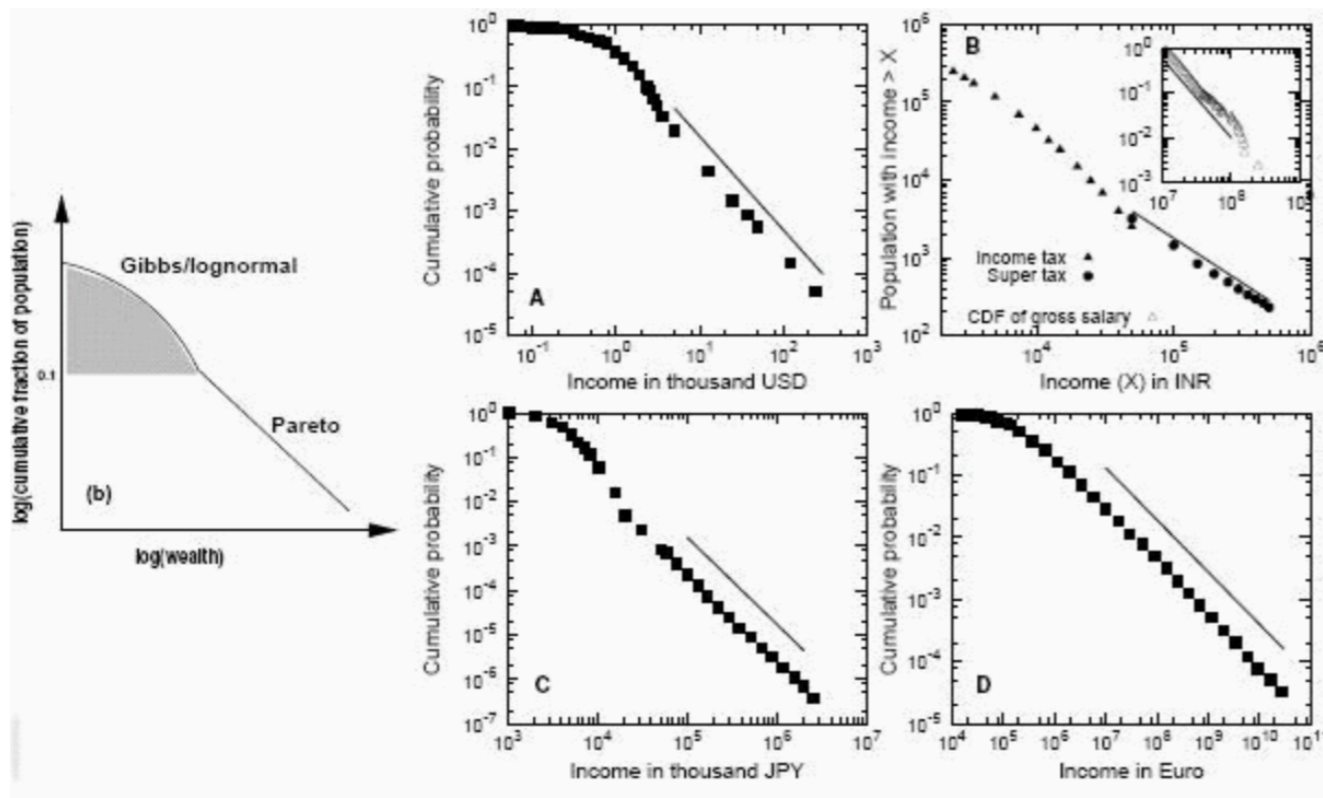 log(cumulative fraction of population)
Gibbs/lognormal
0.1
Pareto
(b)
log(wealth)
Cumulative probability
10^0
10^-1
10^-2
10^-3
10^-4
10^-5
A
10^-1
10^0
10^1
10^2
10^3
Income in thousand USD
Population with income > X
10^6
10^5
10^4
10^3
10^2
B
10^0
10^-1
10^-2
10^-3
10^7
10^8
Income tax
Super tax
CDF of gross salary
10^4
10^5
10^6
Income (X) in INR
Cumulative probability
10^0
10^-1
10^-2
10^-3
10^-4
10^-5
10^-6
10^-7
C
10^3
10^4
10^5
10^6
10^7
Income in thousand JPY
Cumulative probability
10^0
10^-1
10^-2
10^-3
10^-4
10^-5
D
10^4
10^5
10^6
10^7
10^8
10^9
10^10
10^11
Income in Euro